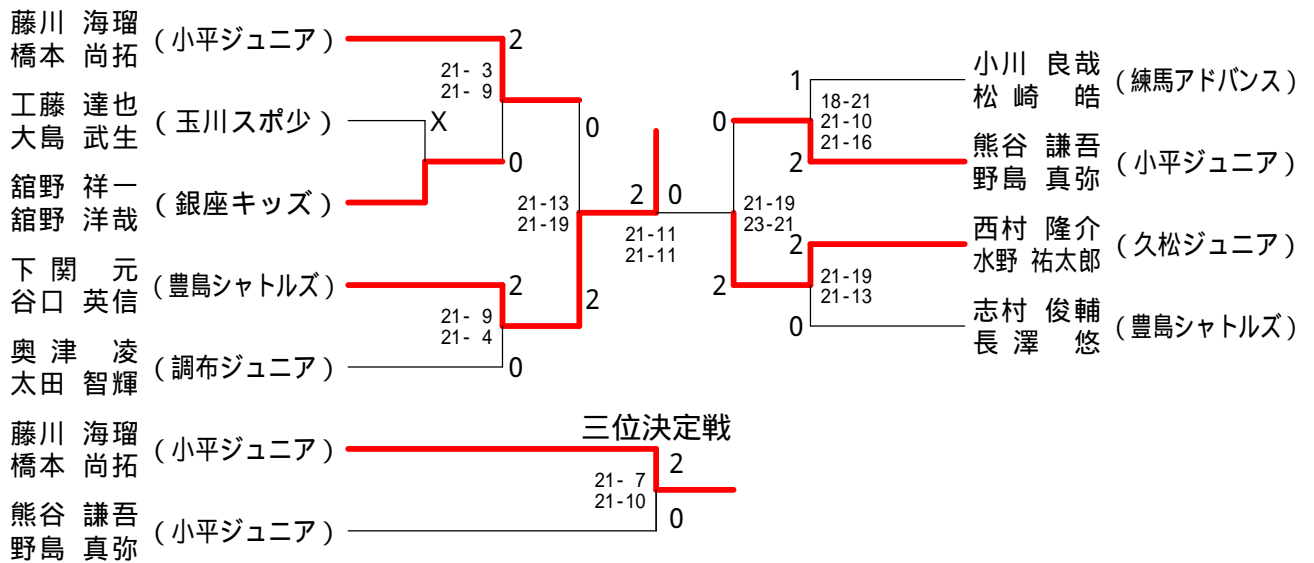 藤川 海瑠
橋本 尚拓
(小平ジュニア)
2
21- 3
21- 9
工藤 達也
大島 武生
(玉川スポ少)
X
0
舘野 祥一
舘野 洋哉
(銀座キッズ)
0
21-13
21-19
下関 元
谷口 英信
(豊島シャトルズ)
2
2
21- 9
21- 4
奥津 凌
太田 智輝
(調布ジュニア)
0
2 0
21-11
21-11
小川 良哉
松崎 皓
(練馬アドバンス)
1
18-21
21-10
21-16
0
2
熊谷 謙吾
野島 真弥
(小平ジュニア)
21-19
23-21
西村 隆介
水野 祐太郎
(久松ジュニア)
2
2
21-19
21-13
志村 俊輔
長澤 悠
(豊島シャトルズ)
0
三位決定戦
藤川 海瑠
橋本 尚拓
(小平ジュニア)
2
21- 7
21-10
熊谷 謙吾
野島 真弥
(小平ジュニア)
0